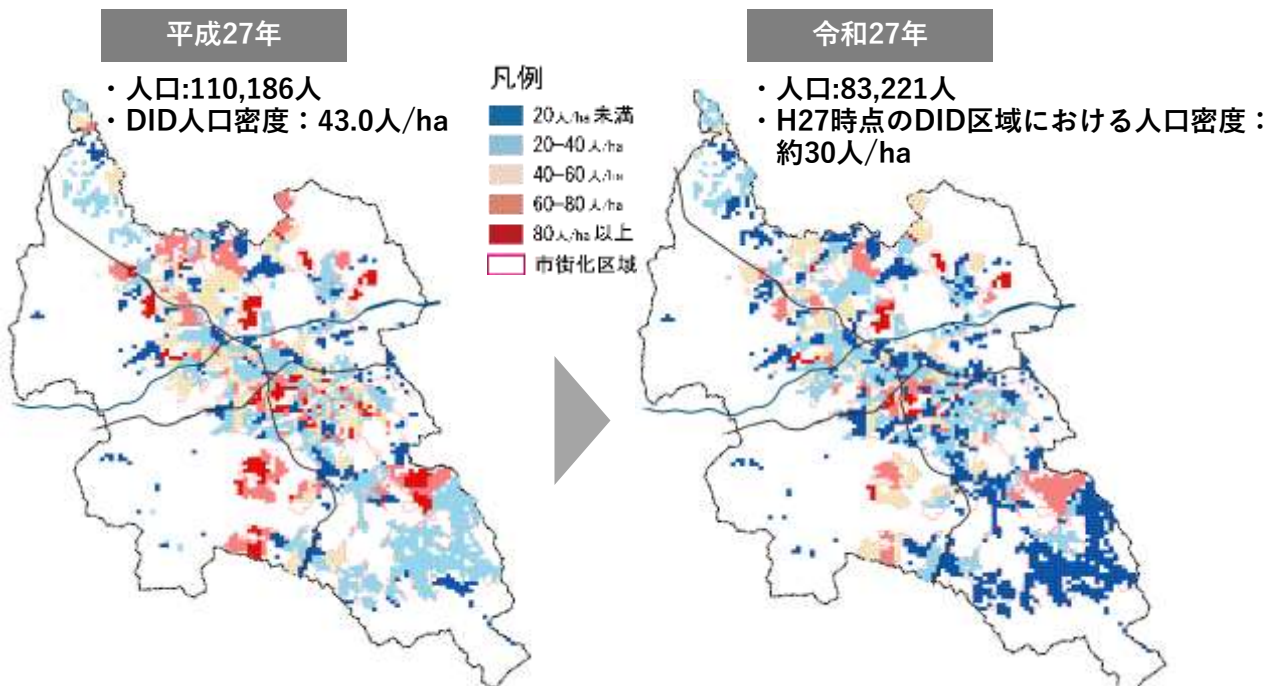 平成27年
・人口:110,186人
・DID人口密度：43.0人/ha
凡例
20人/ha 未満
20-40人/ha
40-60人/ha
60-80人/ha
80人/ha 以上
市街化区域
令和27年
・人口:83,221人
・H27時点のDID区域における人口密度：
約30人/ha